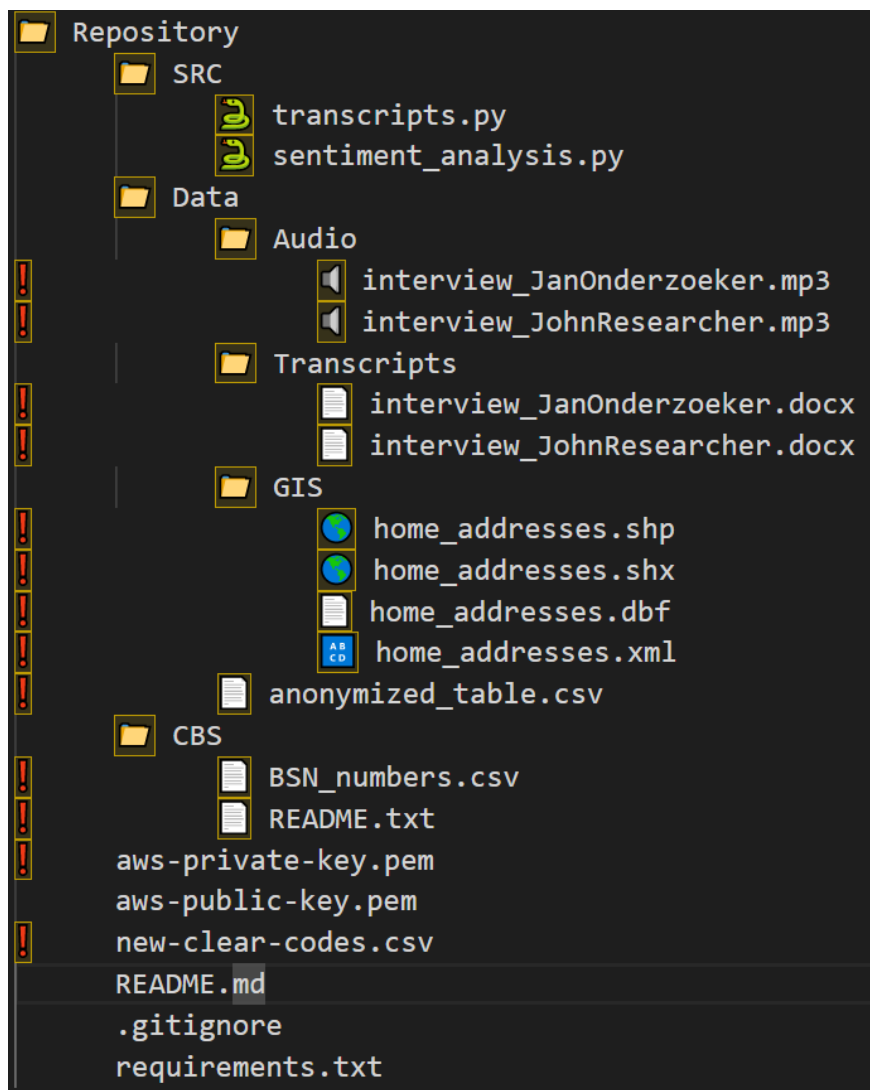 Repository
SRC
transcripts.py
sentiment_analysis.py
Data
Audio
interview_JanOnderzoeker.mp3
interview_JohnResearcher.mp3
Transcripts
interview_JanOnderzoeker.docx
interview_JohnResearcher.docx
GIS
home_addresses.shp
home_addresses.shx
home_addresses.dbf
home_addresses.xml
anonymized_table.csv
CBS
BSN_numbers.csv
README.txt
aws-private-key.pem
aws-public-key.pem
new-clear-codes.csv
README.md
.gitignore
requirements.txt